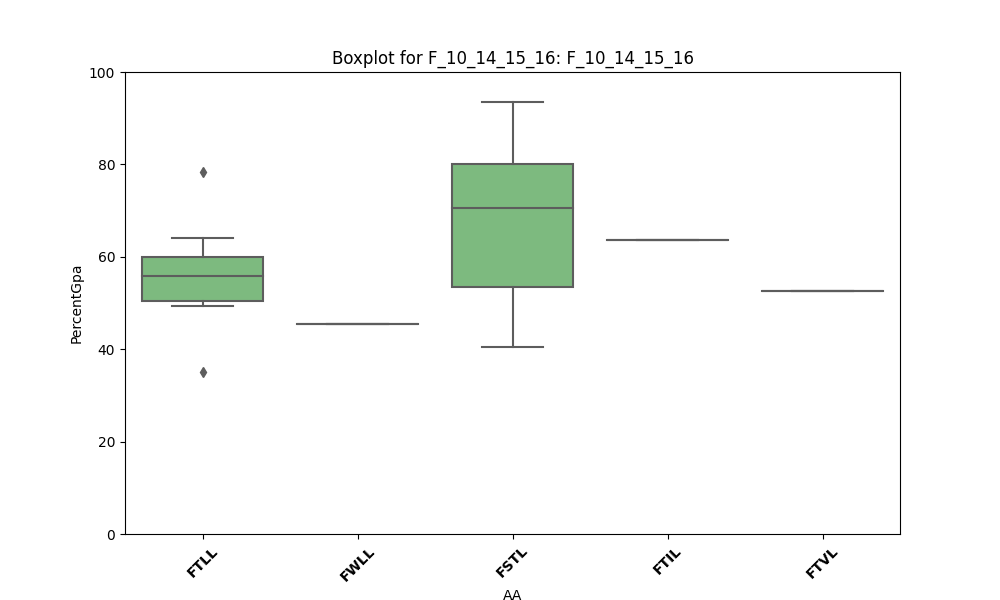 Boxplot for F_10_14_15_16: F_10_14_15_16
100
80
60
40
20
0
PercentGpa
FTLL
FWLL
FSTL
FTIL
FTVL
AA